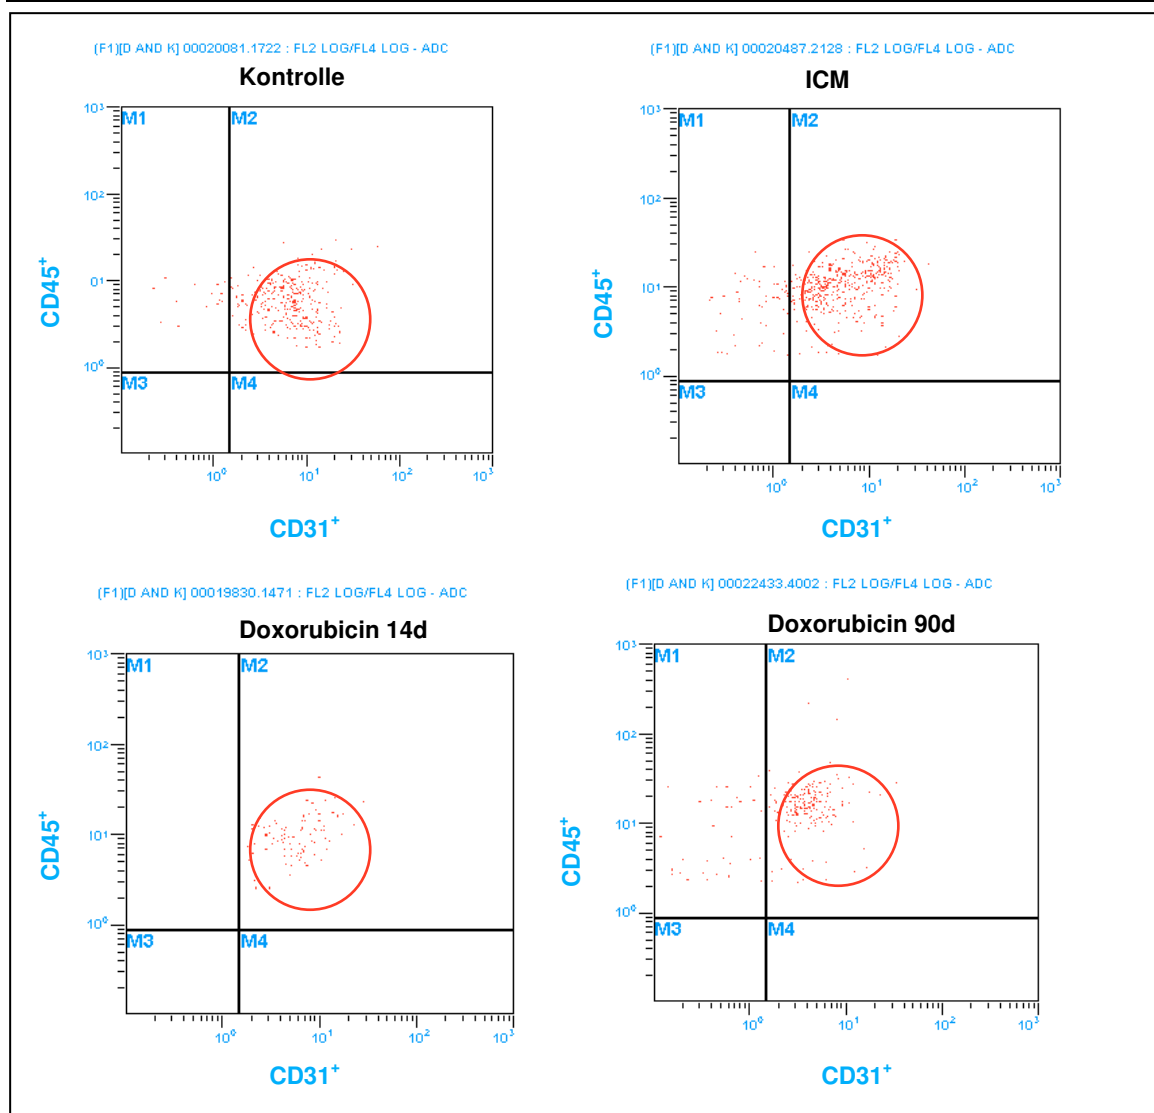 (F1)[D AND K] 00020081.1722 : FL2 LOG/FL4 LOG - ADC
Kontrolle
10³
M1 M2
10²
CD45⁺
01
10⁰
M3 M4
10⁰ 10¹ 10² 10³
CD31⁺
(F1)[D AND K] 00020487.2128 : FL2 LOG/FL4 LOG - ADC
ICM
10³
M1 M2
10²
CD45⁺
10¹
10⁰
M3 M4
10⁰ 10¹ 10² 10³
CD31⁺
(F1)[D AND K] 00019830.1471 : FL2 LOG/FL4 LOG - ADC
Doxorubicin 14d
10³
M1 M2
10²
CD45⁺
10¹
10⁰
M3 M4
10⁰ 10¹ 10² 10³
CD31⁺
(F1)[D AND K] 00022433.4002 : FL2 LOG/FL4 LOG - ADC
Doxorubicin 90d
10³
M1 M2
10²
CD45⁺
10¹
10⁰
M3 M4
10⁰ 10¹ 10² 10³
CD31⁺